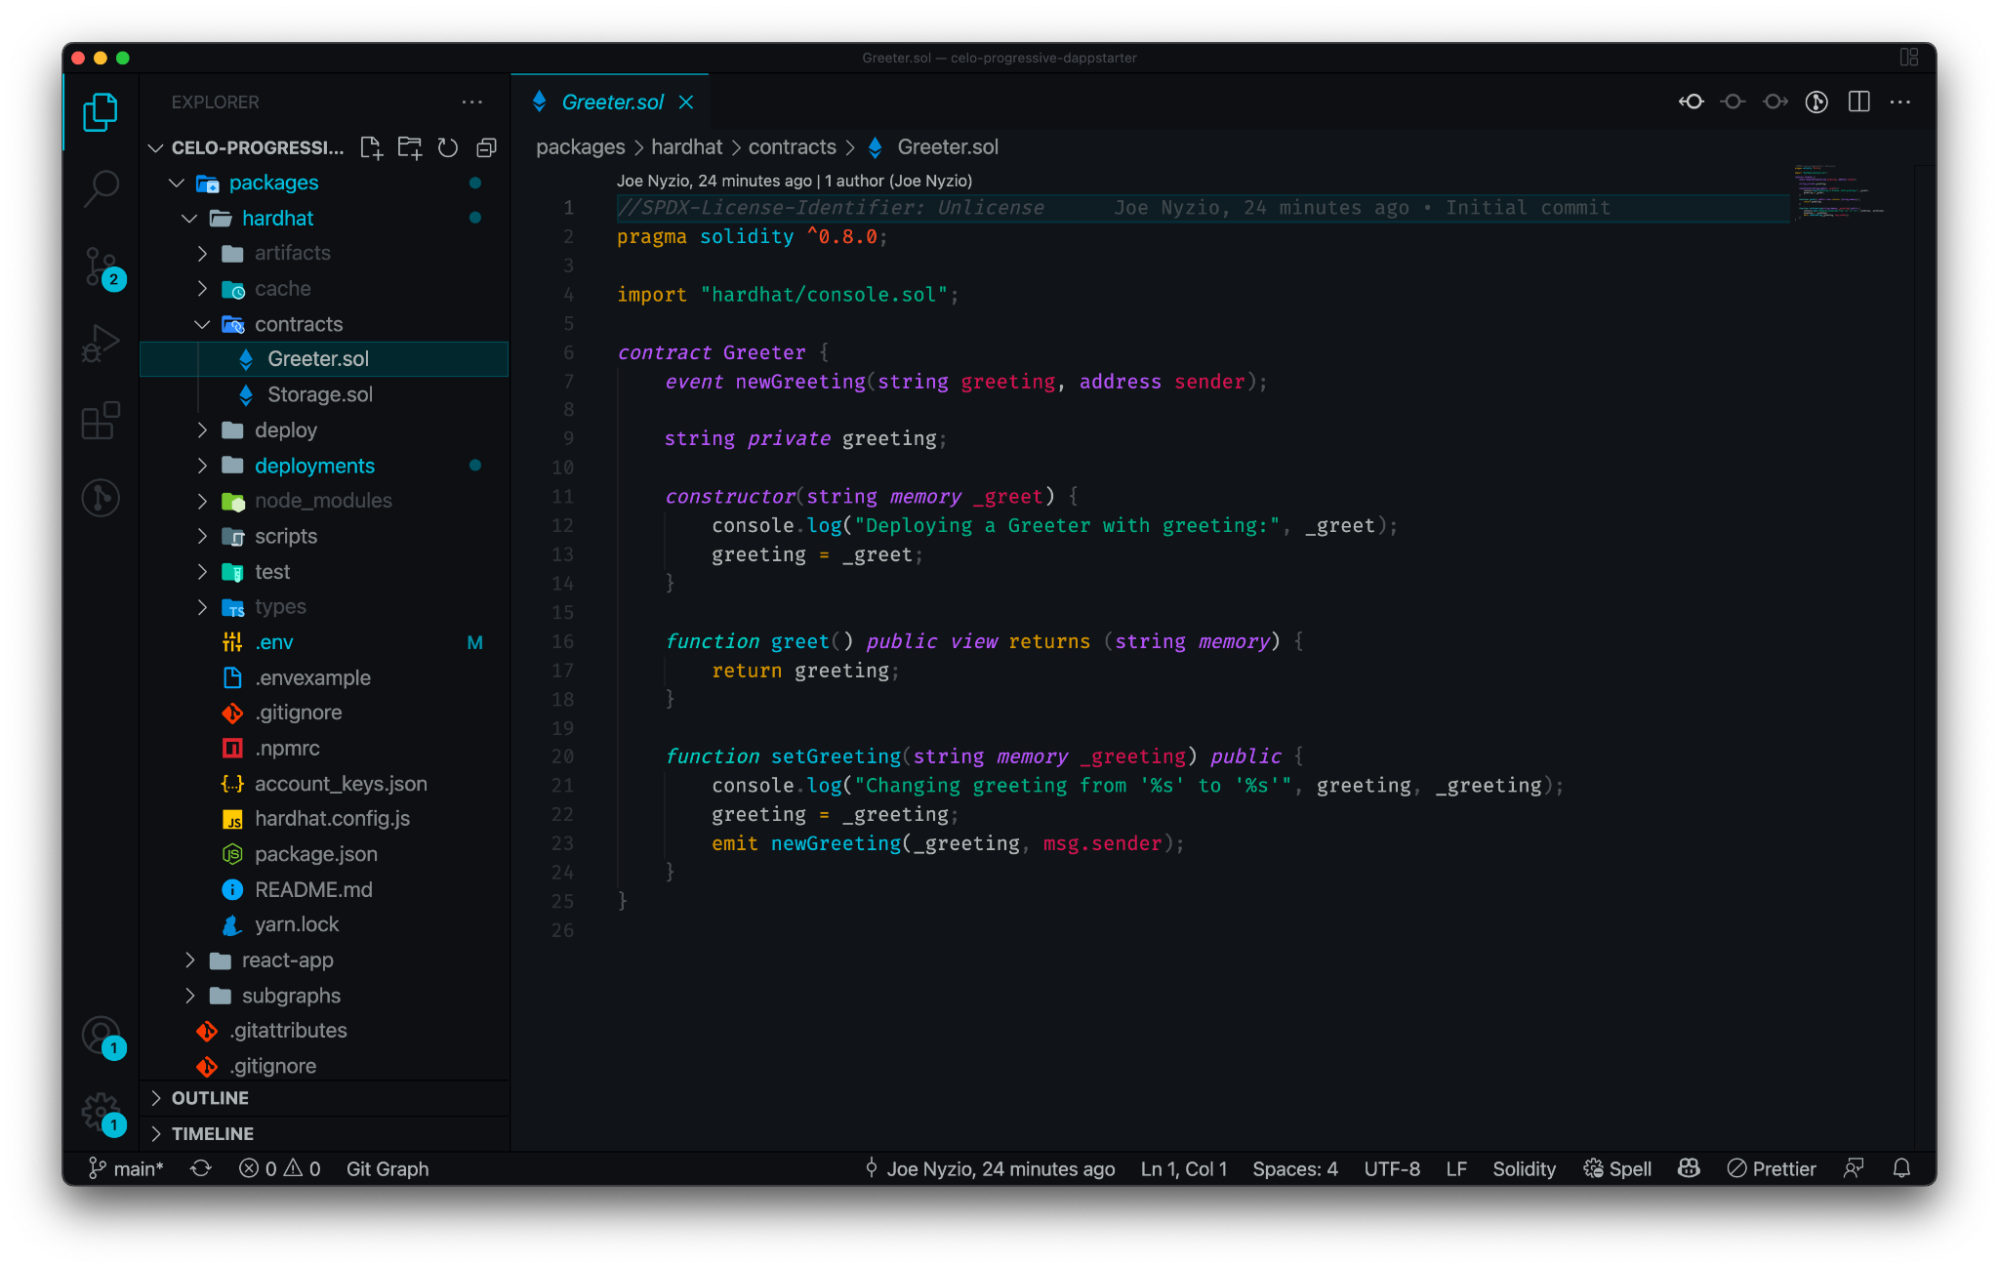 Greeter.sol — celo-progressive-dappstarter
EXPLORER
CELO-PROGRESSI...
packages
hardhat
artifacts
cache
contracts
Greeter.sol
Storage.sol
deploy
deployments
node_modules
scripts
test
TS types
.env M
.envexample
.gitignore
.npmrc
{...} account_keys.json
JS hardhat.config.js
JS package.json
README.md
yarn.lock
react-app
subgraphs
.gitattributes
.gitignore
OUTLINE
TIMELINE
2
1
1
Greeter.sol
packages > hardhat > contracts > Greeter.sol
Joe Nyzio, 24 minutes ago | 1 author (Joe Nyzio)
1 //SPDX-License-Identifier: Unlicense Joe Nyzio, 24 minutes ago • Initial commit
2 pragma solidity ^0.8.0;
3
4 import "hardhat/console.sol";
5
6 contract Greeter {
7 event newGreeting(string greeting, address sender);
8
9 string private greeting;
10
11 constructor(string memory _greet) {
12 console.log("Deploying a Greeter with greeting:", _greet);
13 greeting = _greet;
14 }
15
16 function greet() public view returns (string memory) {
17 return greeting;
18 }
19
20 function setGreeting(string memory _greeting) public {
21 console.log("Changing greeting from '%s' to '%s'", greeting, _greeting);
22 greeting = _greeting;
23 emit newGreeting(_greeting, msg.sender);
24 }
25 }
26
main* 0 0 Git Graph Joe Nyzio, 24 minutes ago Ln 1, Col 1 Spaces: 4 UTF-8 LF Solidity Spell Prettier